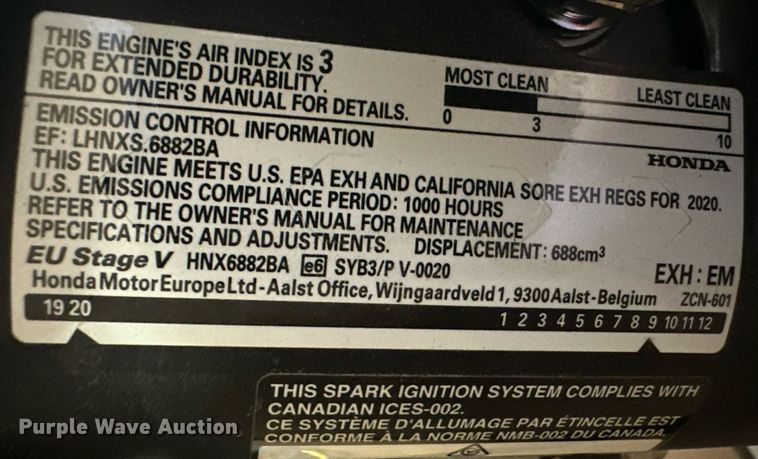 THIS ENGINE'S AIR INDEX IS 3
FOR EXTENDED DURABILITY.
READ OWNER'S MANUAL FOR DETAILS.
MOST CLEAN LEAST CLEAN
0 3 10
EMISSION CONTROL INFORMATION
HONDA
EF: LHNXS.6882BA
THIS ENGINE MEETS U.S. EPA EXH AND CALIFORNIA SORE EXH REGS FOR 2020.
U.S. EMISSIONS COMPLIANCE PERIOD: 1000 HOURS
REFER TO THE OWNER'S MANUAL FOR MAINTENANCE
SPECIFICATIONS AND ADJUSTMENTS. DISPLACEMENT: 688cm³
EXH: EM
EU Stage V HNX6882BA e6 SYB3/P V-0020
Honda Motor Europe Ltd - Aalst Office, Wijngaardveld 1, 9300 Aalst - Belgium ZCN-601
19 20 1 2 3 4 5 6 7 8 9 10 11 12
THIS SPARK IGNITION SYSTEM COMPLIES WITH
CANADIAN ICES-002.
CE SYSTÈME D'ALLUMAGE PAR ÉTINCELLE EST
CONFORME À LA NORME NMB-002 DU CANADA.
Purple Wave Auction